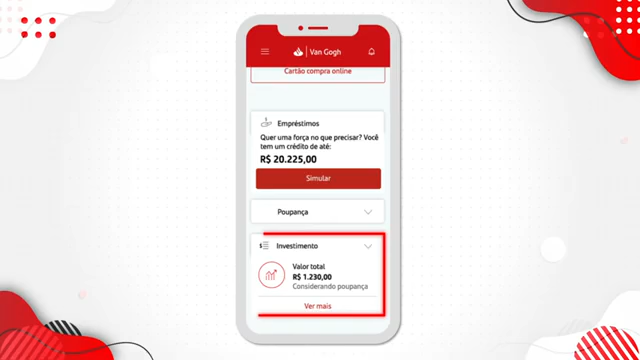 Van Gogh
Cartão compra online
Empréstimos
Quer uma força no que precisar? Você
tem um crédito de até:
R$ 20.225,00
Simular
Poupança
Investimento
Valor total
R$ 1.230,00
Considerando poupança
Ver mais